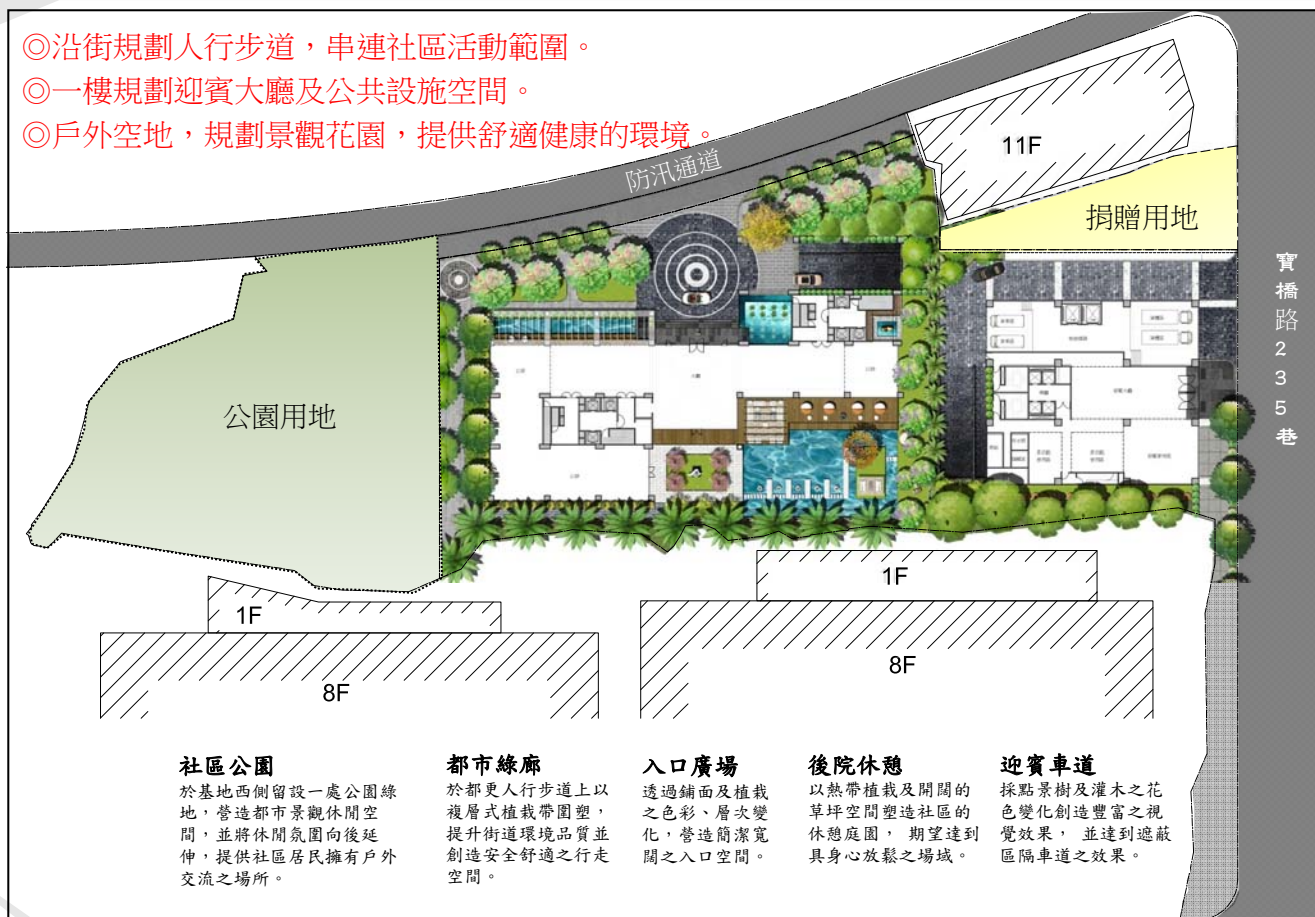 ◎沿街規劃人行步道，串連社區活動範圍。
◎一樓規劃迎賓大廳及公共設施空間。
◎戶外空地，規劃景觀花園，提供舒適健康的環境。
防汛通道
11F
捐贈用地
寶橋路235巷
公園用地
1F
8F
1F
8F
社區公園
於基地西側留設一處公園綠
地，營造都市景觀休閒空
間，並將休閒氛圍向後延
伸，提供社區居民擁有戶外
交流之場所。
都市綠廊
於都更人行步道上以
複層式植栽帶圍塑，
提升街道環境品質並
創造安全舒適之行走
空間。
入口廣場
透過鋪面及植栽
之色彩、層次變
化，營造簡潔寬
闊之入口空間。
後院休憩
以熱帶植栽及開闊的
草坪空間塑造社區的
休憩庭園， 期望達到
具身心放鬆之場域。
迎賓車道
採點景樹及灌木之花
色變化創造豐富之視
覺效果， 並達到遮蔽
區隔車道之效果。